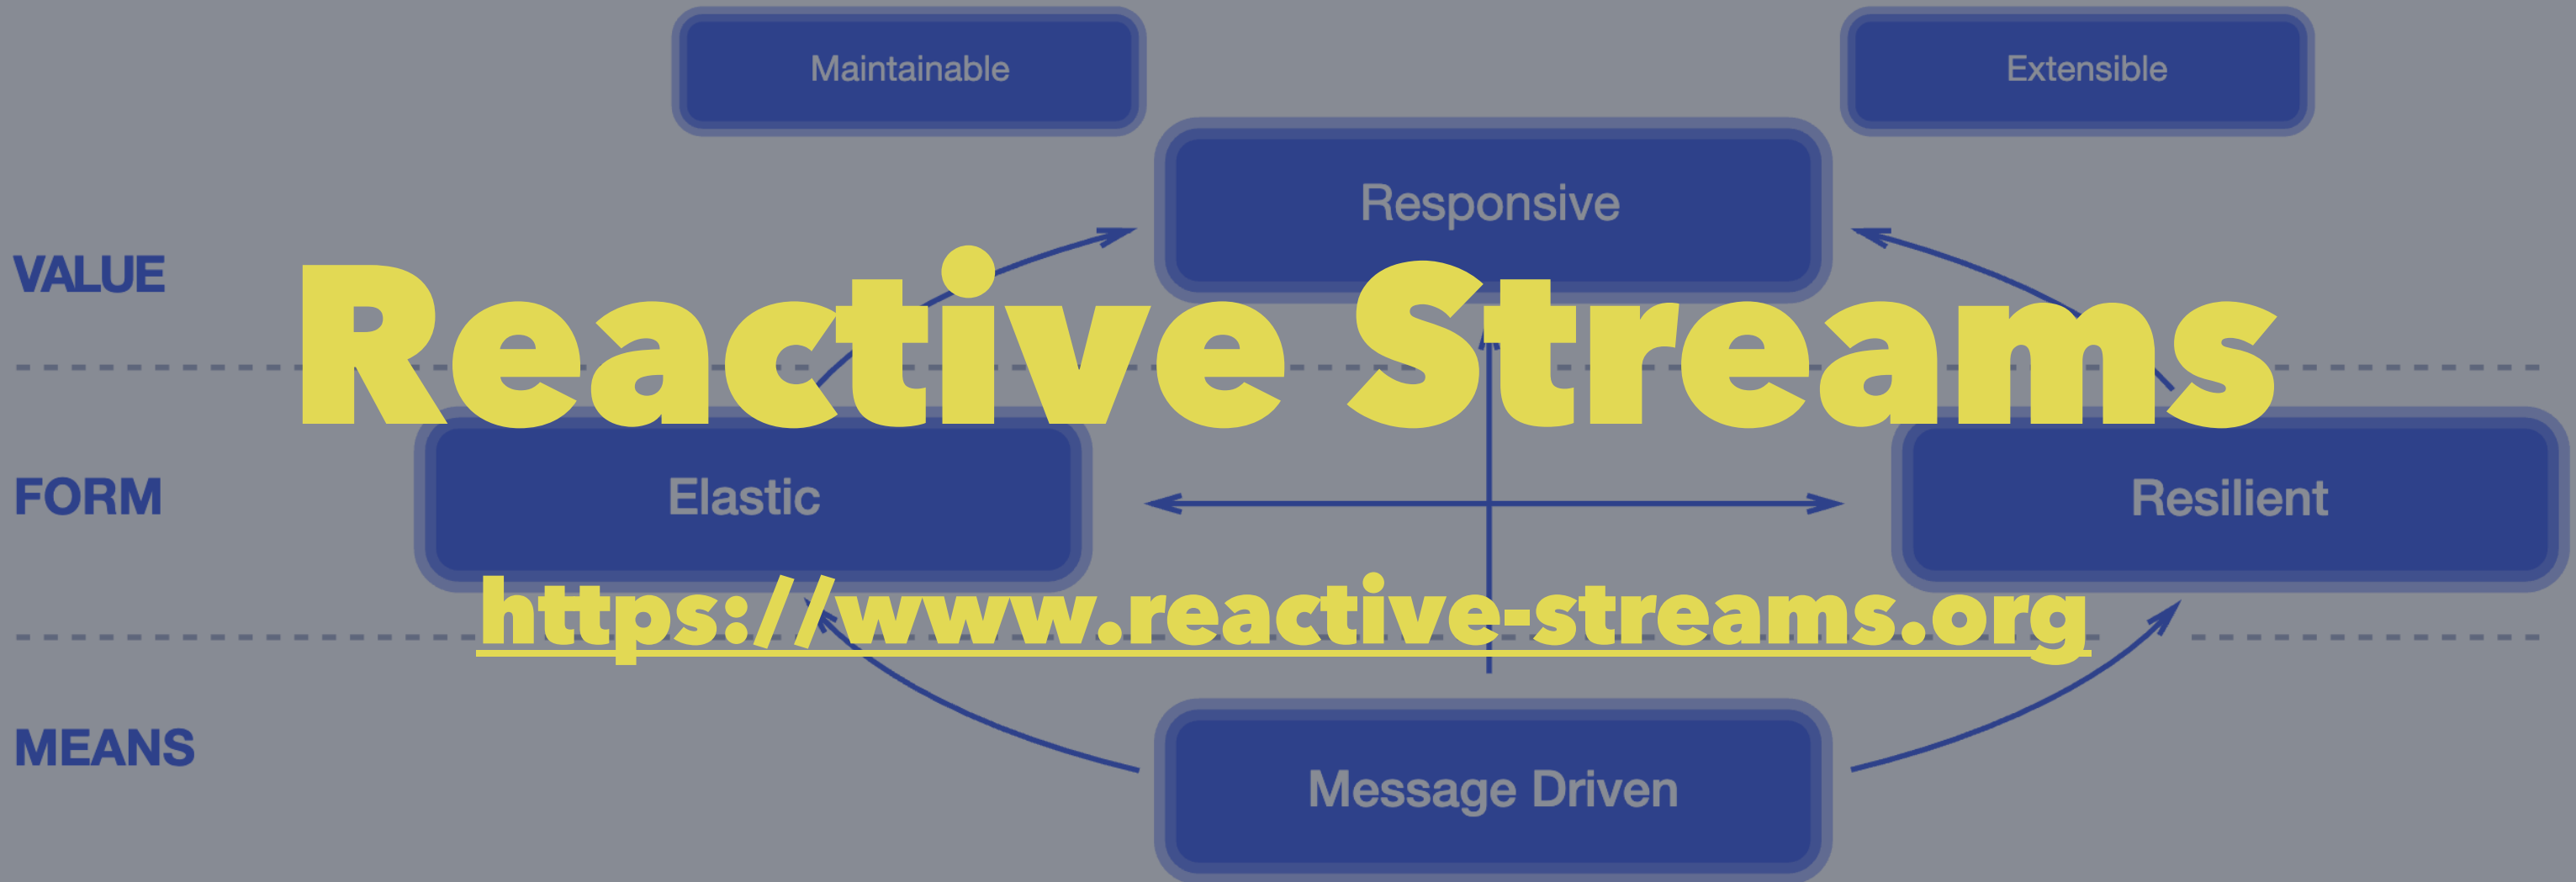 Maintainable
Extensible
Responsive
VALUE
Reactive Streams
FORM
Elastic
Resilient
https://www.reactive-streams.org
MEANS
Message Driven